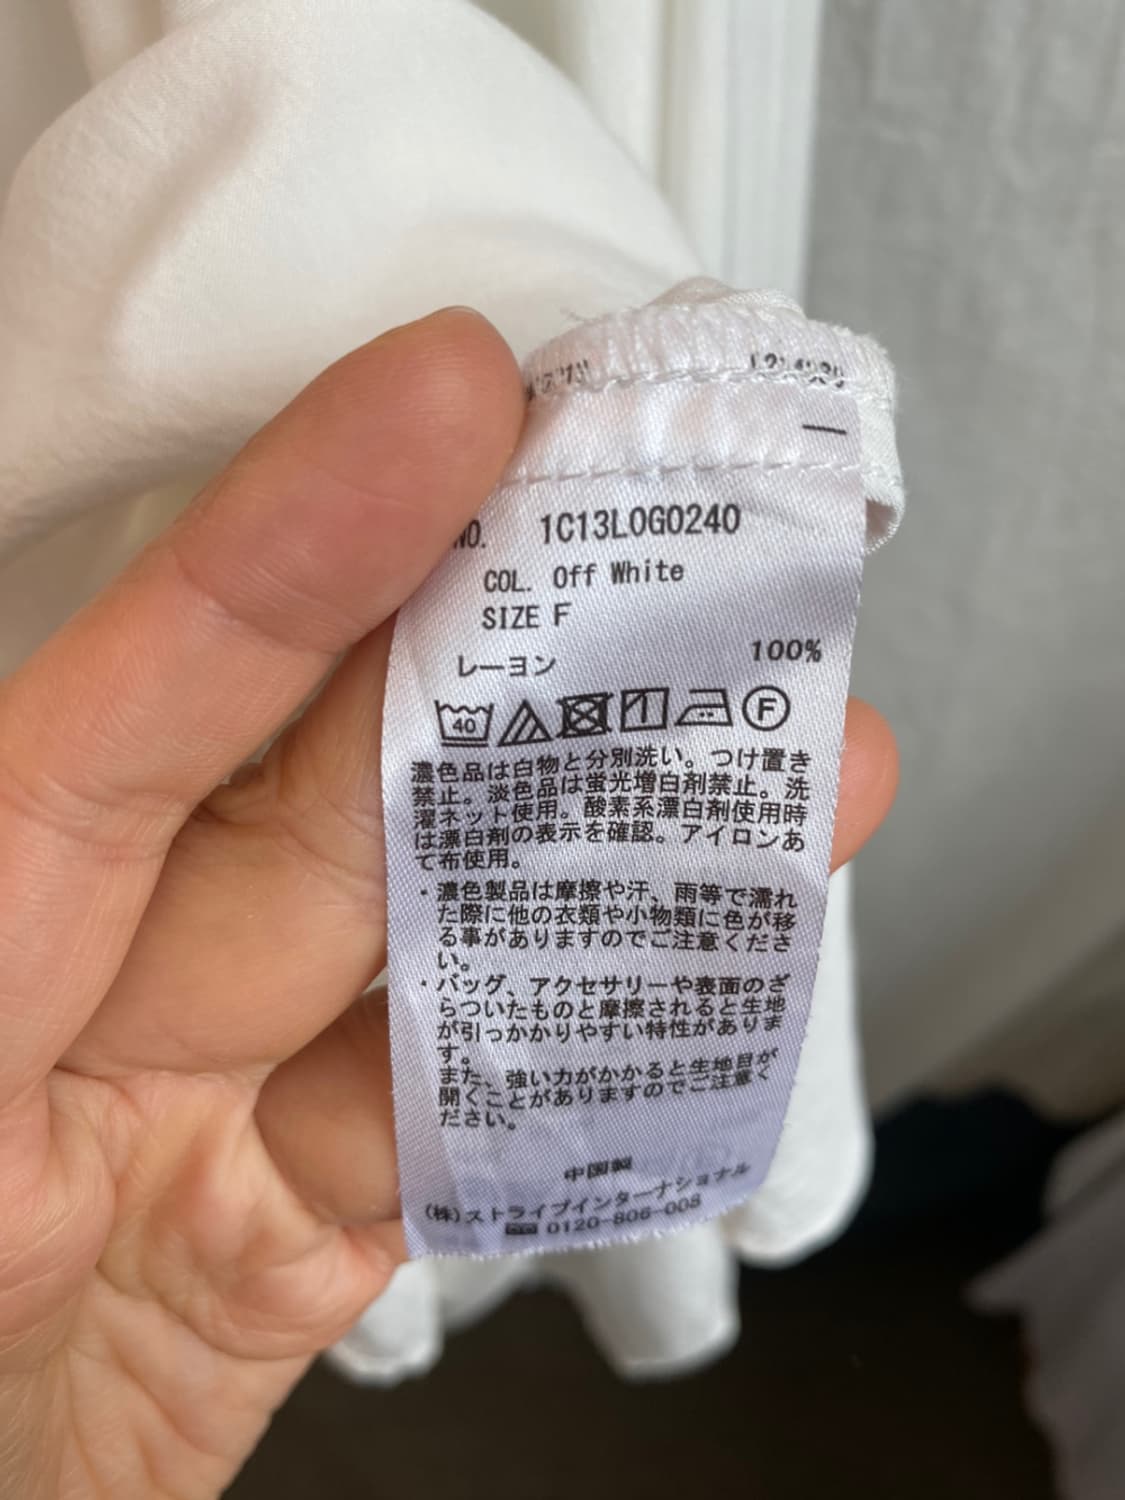 NO. 1C13L0G0240
COL. Off White
SIZE F
レーヨン 100%
40 F
濃色品は白物と分別洗い。つけ置き
禁止。淡色品は蛍光増白剤禁止。洗
濯ネット使用。酸素系漂白剤使用時
は漂白剤の表示を確認。アイロンあ
て布使用。
・濃色製品は摩擦や汗、雨等で濡れ
た際に他の衣類や小物類に色が移
る事がありますのでご注意くださ
い。
・バッグ、アクセサリーや表面のざ
らついたものと摩擦されると生地
が引っかかりやすい特性がありま
す。
また、強い力がかかると生地目が
開くことがありますのでご注意く
ださい。
中国製
(株)ストライプインターナショナル
0120-806-008